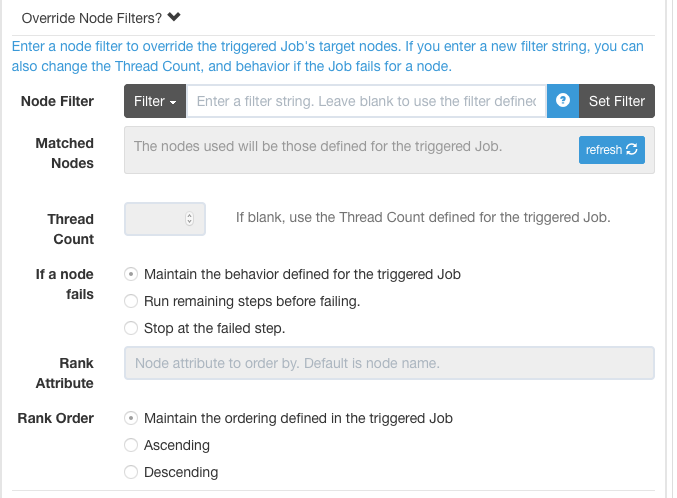 Override Node Filters?
Enter a node filter to override the triggered Job's target nodes. If you enter a new filter string, you can
also change the Thread Count, and behavior if the Job fails for a node.
Node Filter Filter Enter a filter string. Leave blank to use the filter defined ? Set Filter
Matched Nodes
The nodes used will be those defined for the triggered Job. refresh
Thread Count
If blank, use the Thread Count defined for the triggered Job.
If a node fails
Maintain the behavior defined for the triggered Job
Run remaining steps before failing.
Stop at the failed step.
Rank Attribute
Node attribute to order by. Default is node name.
Rank Order Maintain the ordering defined in the triggered Job
Ascending
Descending